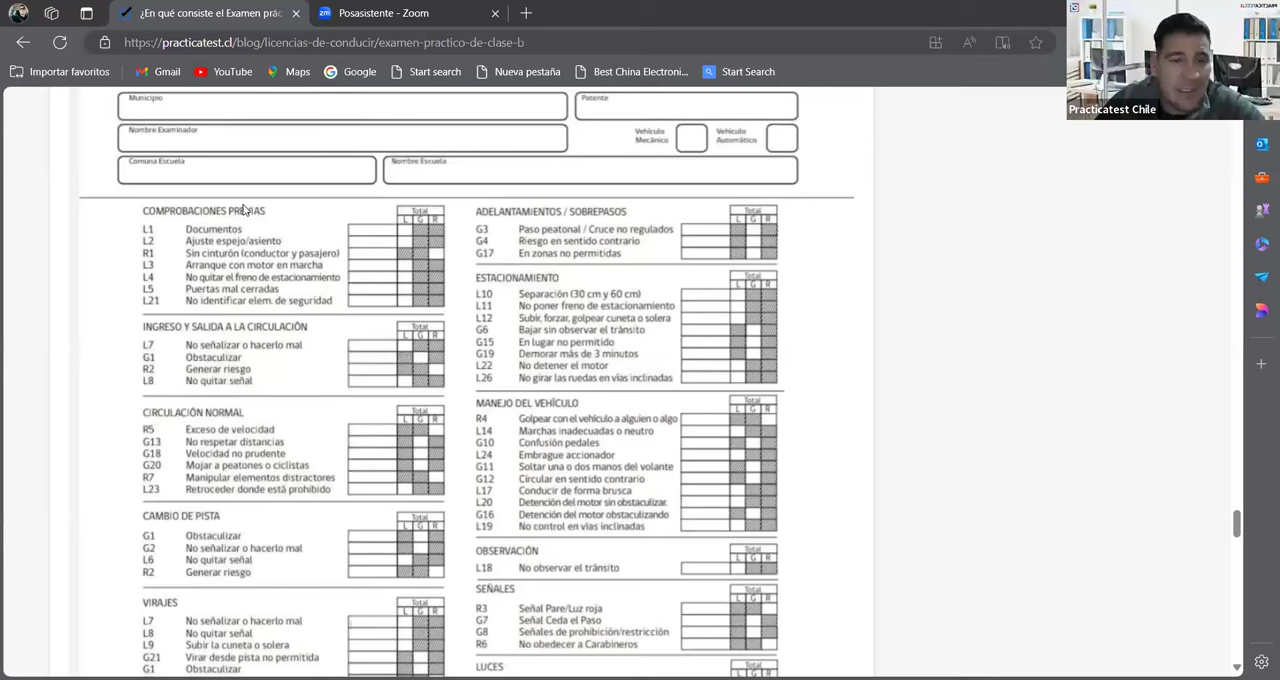 ¿En qué consiste el Examen prác
Posasistente - Zoom
https://practicatest.cl/blog/licencias-de-conducir/examen-practico-de-clase-b
Importar favoritos
Gmail
YouTube
Maps
Google
Start search
Nueva pestaña
Best China Electroni...
Start Search
Practicatest Chile
Municipio
Patente
Nombre Examinador
Vehículo Mecánico
Vehículo Automático
Comuna Escuela
Nombre Escuela
COMPROBACIONES PREVIAS
Total
L G R
L1 Documentos
L2 Ajuste espejo/asiento
R1 Sin cinturón (conductor y pasajero)
L3 Arranque con motor en marcha
L4 No quitar el freno de estacionamiento
L5 Puertas mal cerradas
L21 No identificar elem. de seguridad
INGRESO Y SALIDA A LA CIRCULACIÓN
Total
L G R
L7 No señalizar o hacerlo mal
G1 Obstaculizar
R2 Generar riesgo
L8 No quitar señal
CIRCULACIÓN NORMAL
Total
L G R
R5 Exceso de velocidad
G13 No respetar distancias
G18 Velocidad no prudente
G20 Mojar a peatones o ciclistas
R7 Manipular elementos distractores
L23 Retroceder donde está prohibido
CAMBIO DE PISTA
Total
L G R
G1 Obstaculizar
G2 No señalizar o hacerlo mal
L6 No quitar señal
R2 Generar riesgo
VIRAJES
Total
L G R
L7 No señalizar o hacerlo mal
L8 No quitar señal
L9 Subir la cuneta o solera
G21 Virar desde pista no permitida
G1 Obstaculizar
ADELANTAMIENTOS / SOBREPASOS
Total
L G R
G3 Paso peatonal / Cruce no regulados
G4 Riesgo en sentido contrario
G17 En zonas no permitidas
ESTACIONAMIENTO
Total
L G R
L10 Separación (30 cm y 60 cm)
L11 No poner freno de estacionamiento
L12 Subir, forzar, golpear cuneta o solera
G6 Bajar sin observar el tránsito
G15 En lugar no permitido
G19 Demorar más de 3 minutos
L22 No detener el motor
L26 No girar las ruedas en vías inclinadas
MANEJO DEL VEHÍCULO
Total
L G R
R4 Golpear con el vehículo a alguien o algo
L14 Marchas inadecuadas o neutro
G10 Confusión pedales
L24 Embrague accionador
G11 Soltar una o dos manos del volante
G12 Circular en sentido contrario
L17 Conducir de forma brusca
L20 Detención del motor sin obstaculizar.
G16 Detención del motor obstaculizando
L19 No control en vías inclinadas
OBSERVACIÓN
Total
L G R
L18 No observar el tránsito
SEÑALES
Total
L G R
R3 Señal Pare/Luz roja
G7 Señal Ceda el Paso
G8 Señales de prohibición/restricción
R6 No obedecer a Carabineros
LUCES
Total
L G R